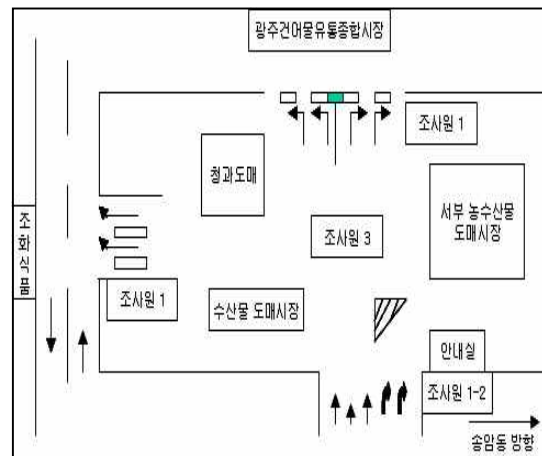 광주건어물유통종합시장
조사원 1
청과도매
서부 농수산물
도매시장
조
화
식
품
조사원 3
조사원 1
수산물 도매시장
안내실
조사원 1-2
송암동 방향